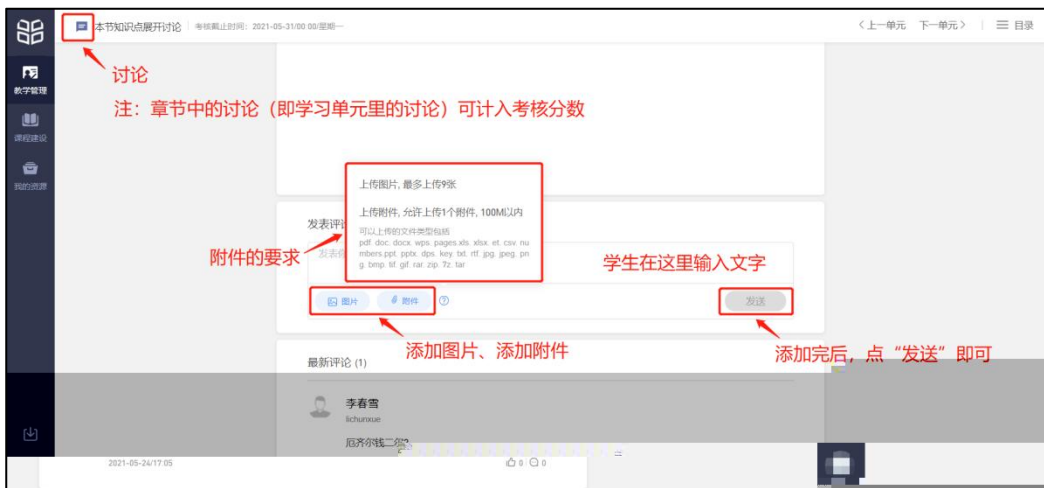 本节知识点展开讨论 考核截止时间：2021-05-31/00:00/星期一
上一单元 下一单元 目录
教学管理
课程建设
我的资源
讨论
注：章节中的讨论（即学习单元里的讨论）可计入考核分数
上传图片, 最多上传9张
上传附件, 允许上传1个附件, 100M以内
可以上传的文件类型包括
pdf. doc. docx. wps. pages.xls. xlsx. et. csv. nu
mbers.ppt. pptx. dps. key. txt. rtf. jpg. jpeg. pn
g. bmp. tif. gif. rar. zip. 7z. tar
发表评
附件的要求
学生在这里输入文字
图片 附件
发送
添加图片、添加附件
添加完后，点“发送”即可
最新评论 (1)
李春雪
lichunxue
2021-05-24/17:05
0 0